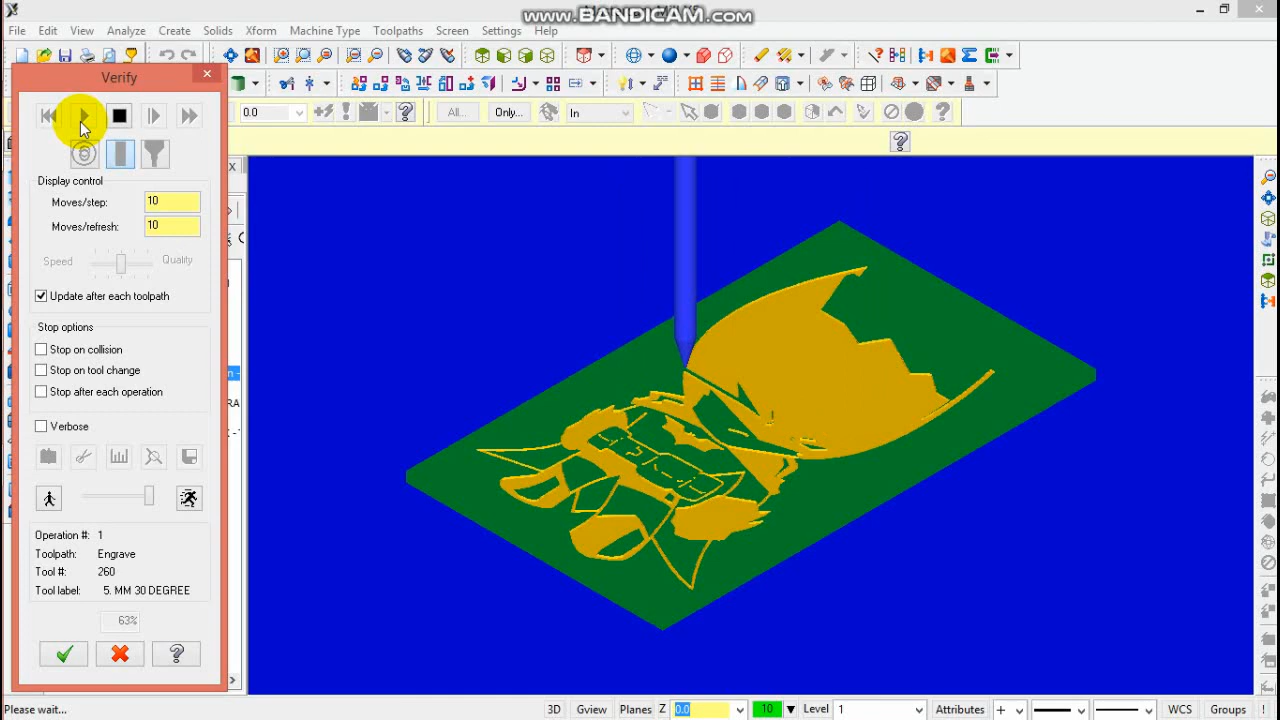 www.BANDICAM.com
File Edit View Analyze Create Solids Xform Machine Type Toolpaths Screen Settings Help
Verify
0.0 All... Only... In
Display control
Moves/step: 10
Moves/refresh: 10
Speed Quality
Update after each toolpath
Stop options
Stop on collision
Stop on tool change
Stop after each operation
Verbose
Operation #: 1
Toolpath: Engrave
Tool #: 260
Tool label: 5. MM 30 DEGREE
63%
Please wait... 3D Gview Planes Z 0.0 10 Level 1 Attributes WCS Groups